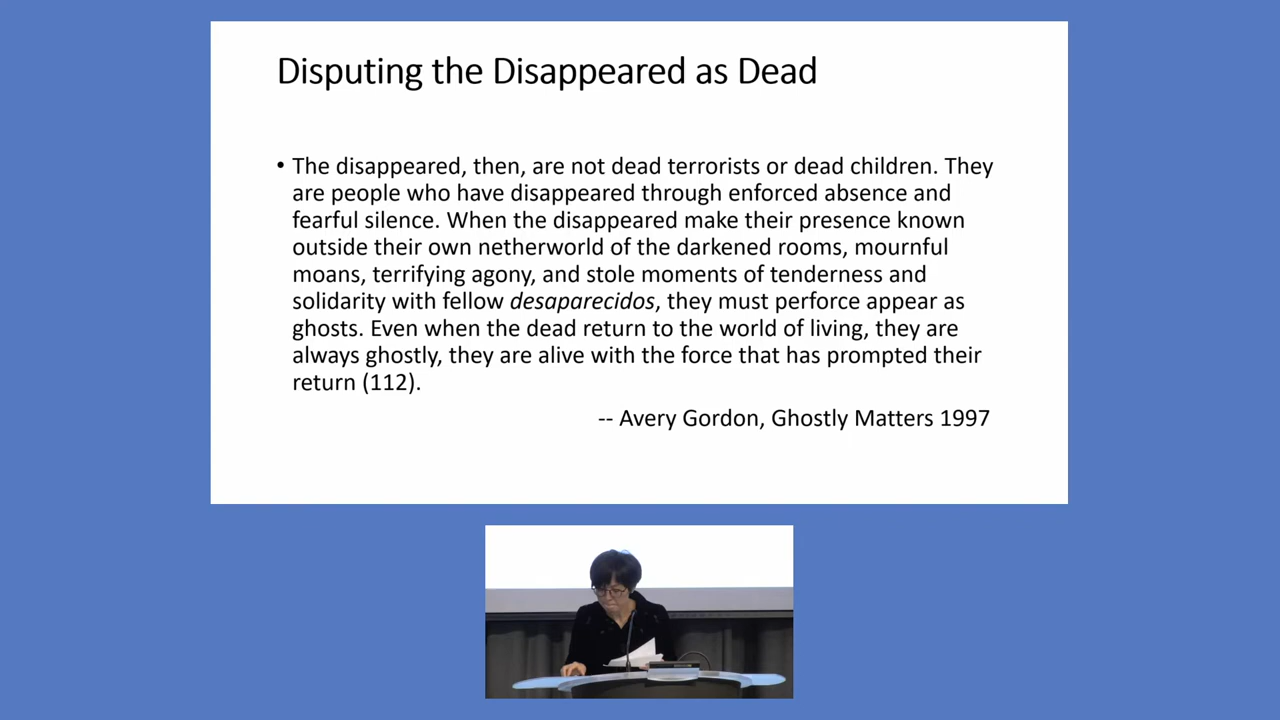 Disputing the Disappeared as Dead
• The disappeared, then, are not dead terrorists or dead children. They
are people who have disappeared through enforced absence and
fearful silence. When the disappeared make their presence known
outside their own netherworld of the darkened rooms, mournful
moans, terrifying agony, and stole moments of tenderness and
solidarity with fellow desaparecidos, they must perforce appear as
ghosts. Even when the dead return to the world of living, they are
always ghostly, they are alive with the force that has prompted their
return (112).
-- Avery Gordon, Ghostly Matters 1997